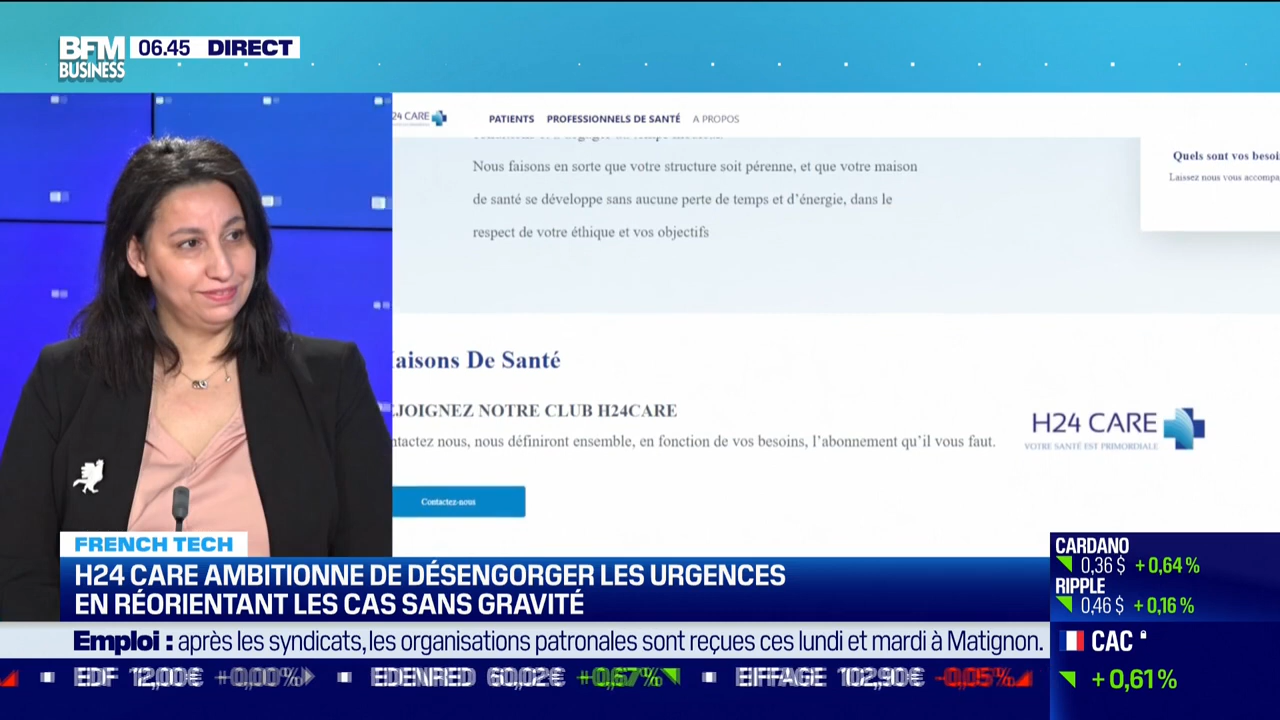 BFM
BUSINESS
06.45 DIRECT
24 CARE
PATIENTS PROFESSIONNELS DE SANTÉ A PROPOS
Nous faisons en sorte que votre structure soit pérenne, et que votre maison
de santé se développe sans aucune perte de temps et d'énergie, dans le
respect de votre éthique et vos objectifs
Quels sont vos besoi
Laissez nous vous accompa
aisons De Santé
JOIGNEZ NOTRE CLUB H24CARE
ntactez nous, nous définiront ensemble, en fonction de vos besoins, l'abonnement qu'il vous faut.
Contactez-nous
H24 CARE
VOTRE SANTÉ EST PRIMORDIALE
FRENCH TECH
H24 CARE AMBITIONNE DE DÉSENGORGER LES URGENCES
EN RÉORIENTANT LES CAS SANS GRAVITÉ
CARDANO
0,36 $ +0,64%
RIPPLE
0,46 $ +0,16%
Emploi : après les syndicats, les organisations patronales sont reçues ces lundi et mardi à Matignon.
CAC
+0,61%
EDF 12,00€ +0,00% EDENRED 60,02€ +0,67% EIFFAGE 102,90€ -0,05%